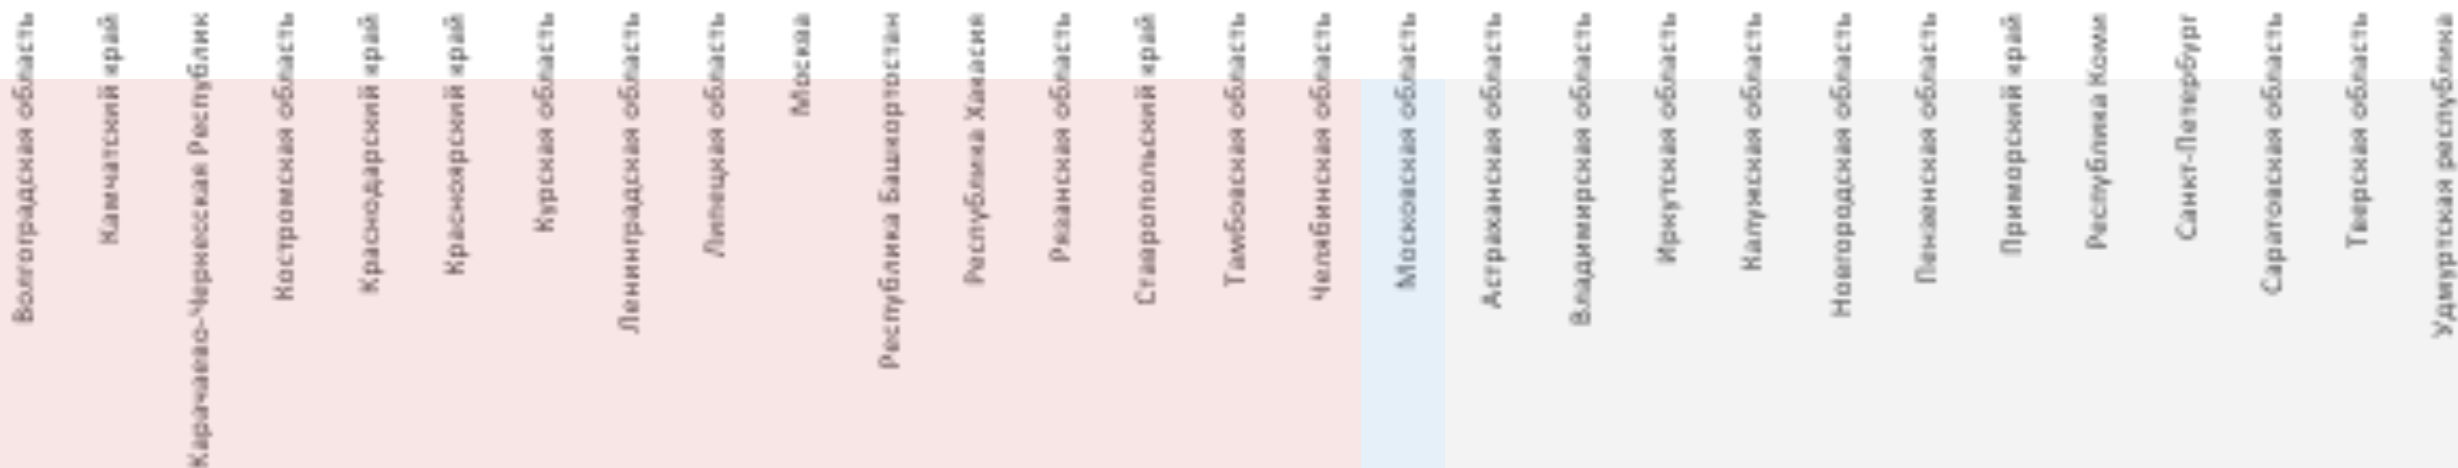 Волгоградская область
Камчатский край
Карачаево-Черкесская Республик
Костромская область
Краснодарский край
Красноярский край
Курская область
Ленинградская область
Липецкая область
Москва
Республика Башкортостан
Республика Хакасия
Рязанская область
Ставропольский край
Тамбовская область
Челябинская область
Московская область
Астраханская область
Владимирская область
Иркутская область
Калужская область
Новгородская область
Пензенская область
Приморский край
Республика Коми
Санкт-Петербург
Саратовская область
Тверская область
Удмуртская республика